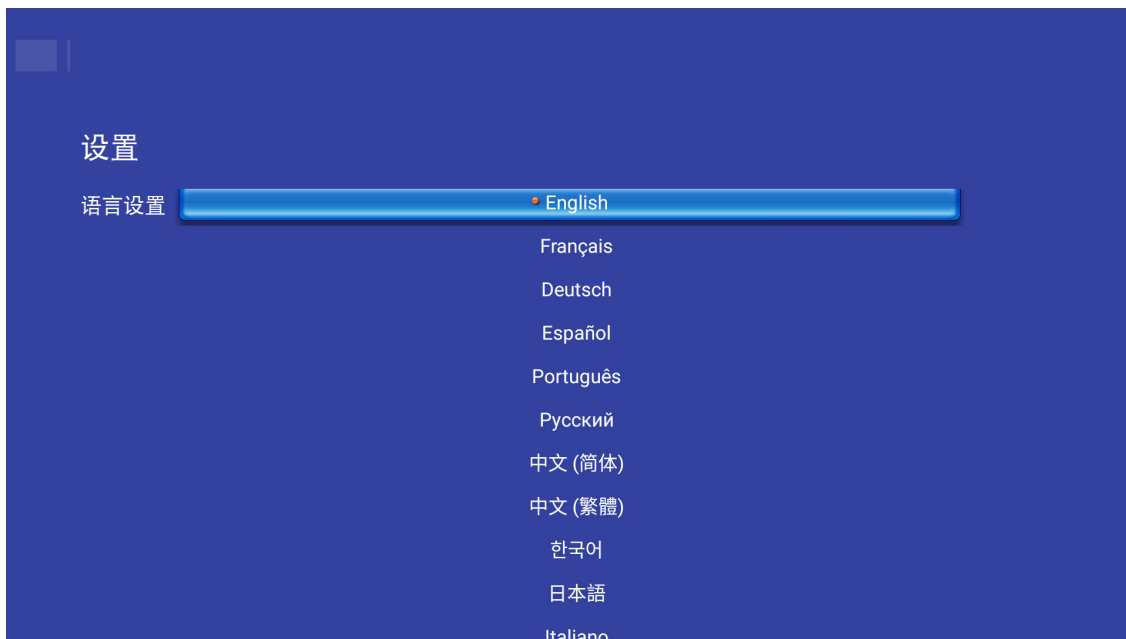 设置
语言设置
English
Français
Deutsch
Español
Português
Русский
中文 (简体)
中文 (繁體)
한국어
日本語
Italiano